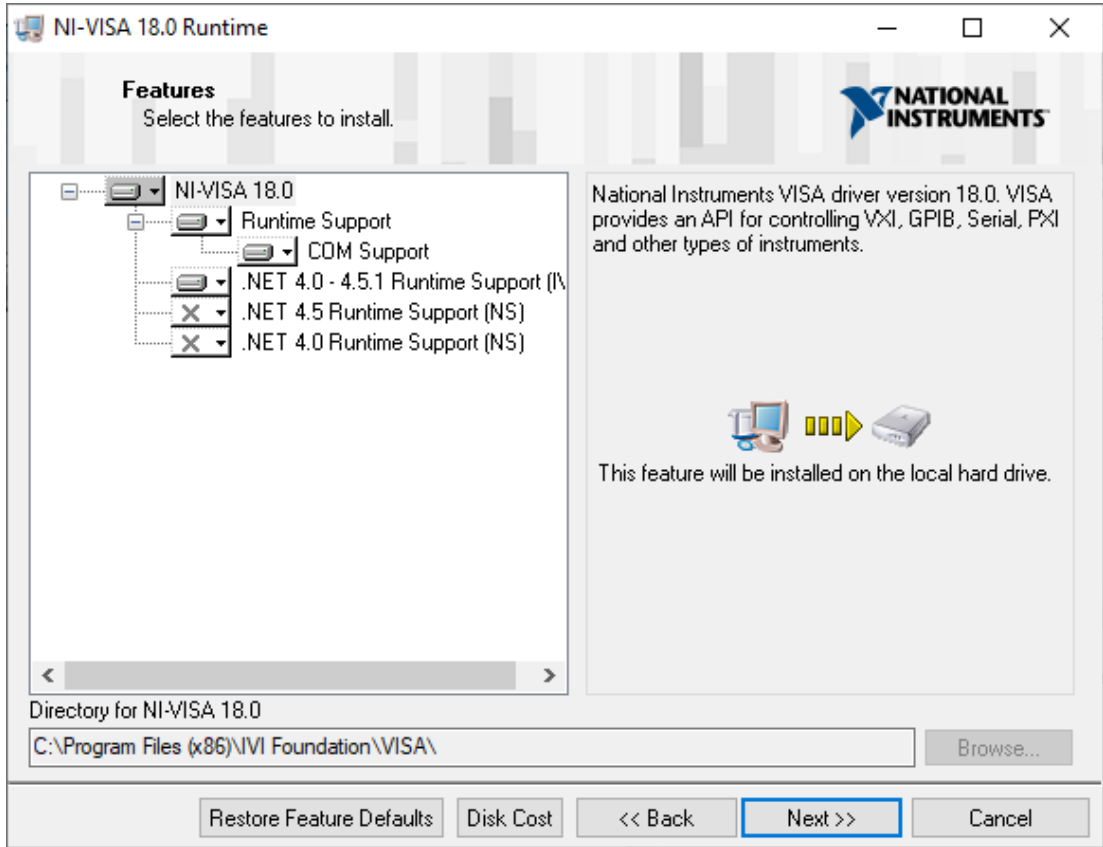 NI-VISA 18.0 Runtime
Features
Select the features to install.
NATIONAL
INSTRUMENTS
NI-VISA 18.0
Runtime Support
COM Support
.NET 4.0 - 4.5.1 Runtime Support (I\
.NET 4.5 Runtime Support (NS)
.NET 4.0 Runtime Support (NS)
National Instruments VISA driver version 18.0. VISA
provides an API for controlling VXI, GPIB, Serial, PXI
and other types of instruments.
This feature will be installed on the local hard drive.
Directory for NI-VISA 18.0
C:\Program Files (x86)\IVI Foundation\VISA\
Browse...
Restore Feature Defaults
Disk Cost
<< Back
Next >>
Cancel